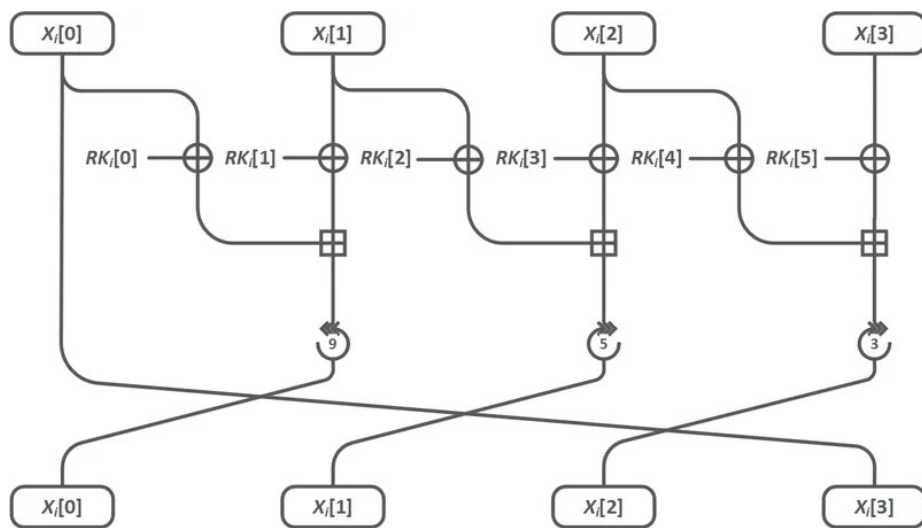 Xi[0] Xi[1] Xi[2] Xi[3]
RKi[0] RKi[1] RKi[2] RKi[3] RKi[4] RKi[5]
9 5 3
Xi[0] Xi[1] Xi[2] Xi[3]